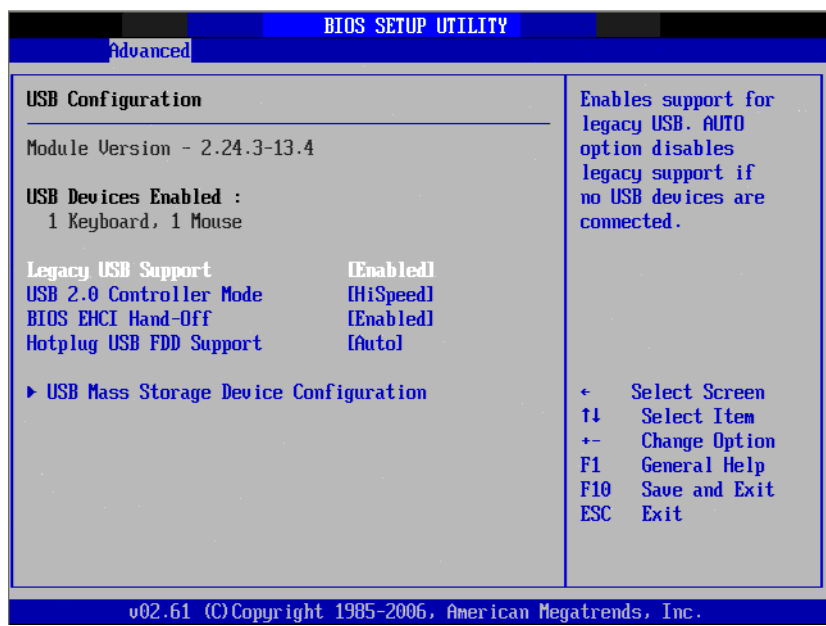 BIOS SETUP UTILITY
Advanced
USB Configuration
Module Version - 2.24.3-13.4
USB Devices Enabled :
1 Keyboard, 1 Mouse
Legacy USB Support [Enabled]
USB 2.0 Controller Mode [HiSpeed]
BIOS EHCI Hand-Off [Enabled]
Hotplug USB FDD Support [Auto]
▶ USB Mass Storage Device Configuration
Enables support for
legacy USB. AUTO
option disables
legacy support if
no USB devices are
connected.
← Select Screen
↑↓ Select Item
+- Change Option
F1 General Help
F10 Save and Exit
ESC Exit
v02.61 (C)Copyright 1985-2006, American Megatrends, Inc.